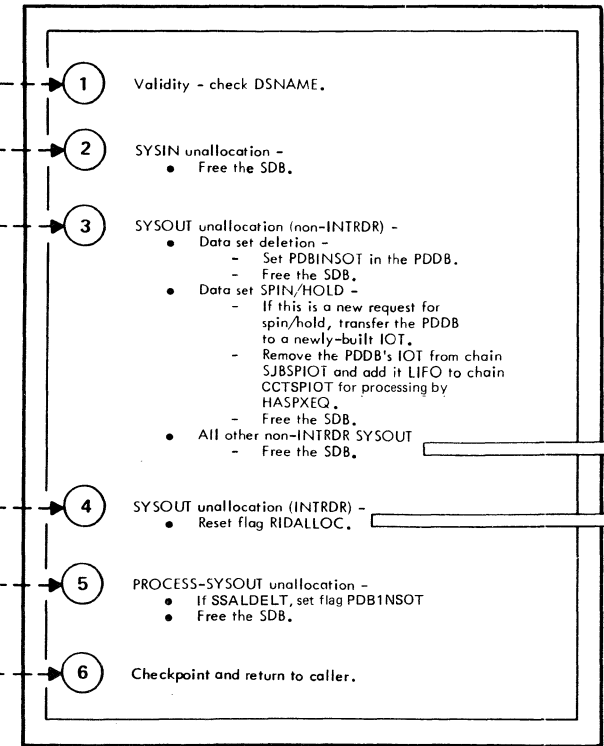 1 Validity - check DSNAME.
2 SYSIN unallocation -
• Free the SDB.
3 SYSOUT unallocation (non-INTRDR) -
• Data set deletion -
- Set PDBINSOT in the PDDB.
- Free the SDB.
• Data set SPIN/HOLD -
- If this is a new request for
spin/hold, transfer the PDDB
to a newly-built IOT.
- Remove the PDDB's IOT from chain
SJBSPIOT and add it LIFO to chain
CCTSPIOT for processing by
HASPXEQ.
- Free the SDB.
• All other non-INTRDR SYSOUT
- Free the SDB.
4 SYSOUT unallocation (INTRDR) -
• Reset flag RIDALLOC.
5 PROCESS-SYSOUT unallocation -
• If SSALDELT, set flag PDB1NSOT
• Free the SDB.
6 Checkpoint and return to caller.